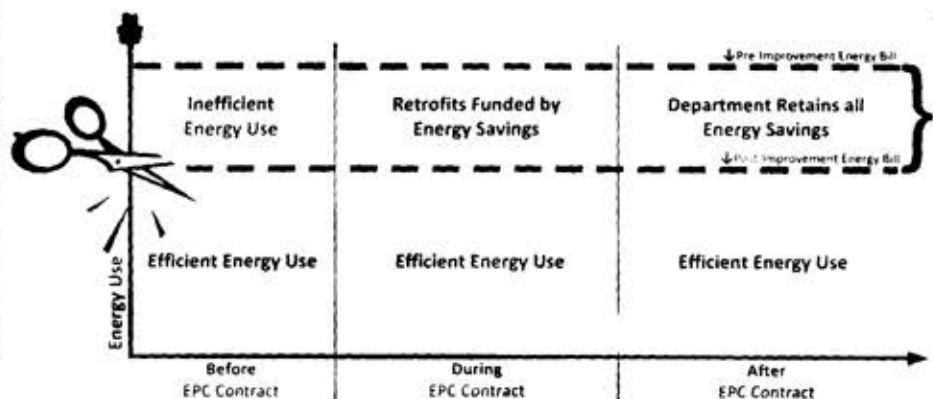 ↓Pre Improvement Energy Bill
Inefficient
Energy Use
Retrofits Funded by
Energy Savings
Department Retains all
Energy Savings
↓Post Improvement Energy Bill
Efficient Energy Use
Efficient Energy Use
Efficient Energy Use
Energy Use
Before
EPC Contract
During
EPC Contract
After
EPC Contract